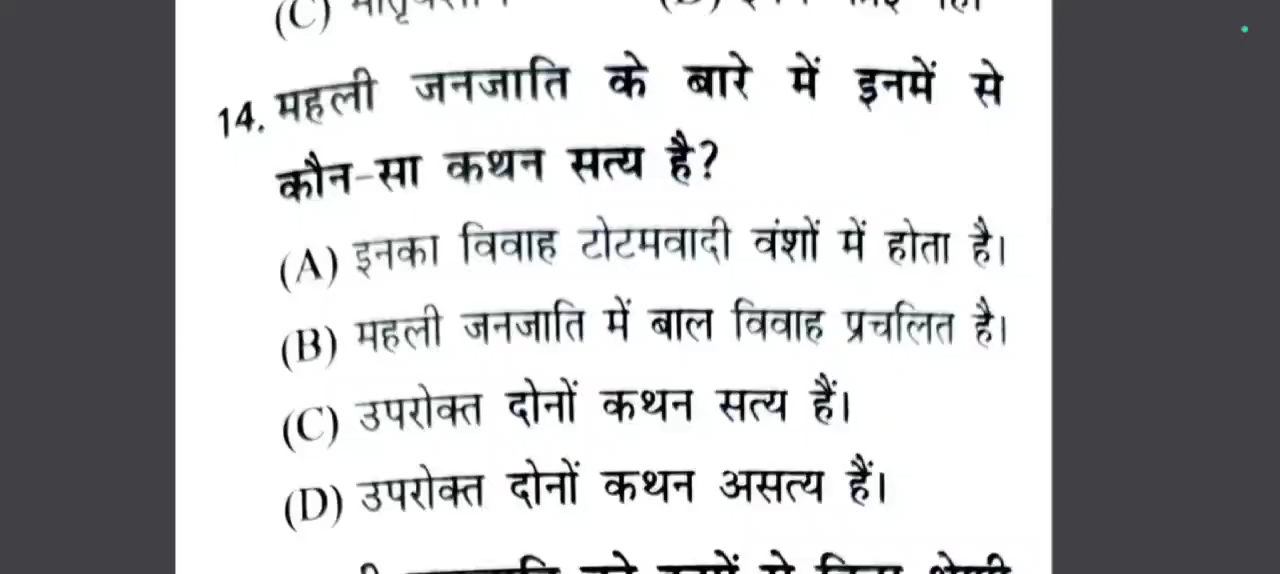 14. महली जनजाति के बारे में इनमें से
कौन-सा कथन सत्य है?
(A) इनका विवाह टोटमवादी वंशों में होता है।
(B) महली जनजाति में बाल विवाह प्रचलित है।
(C) उपरोक्त दोनों कथन सत्य हैं।
(D) उपरोक्त दोनों कथन असत्य हैं।